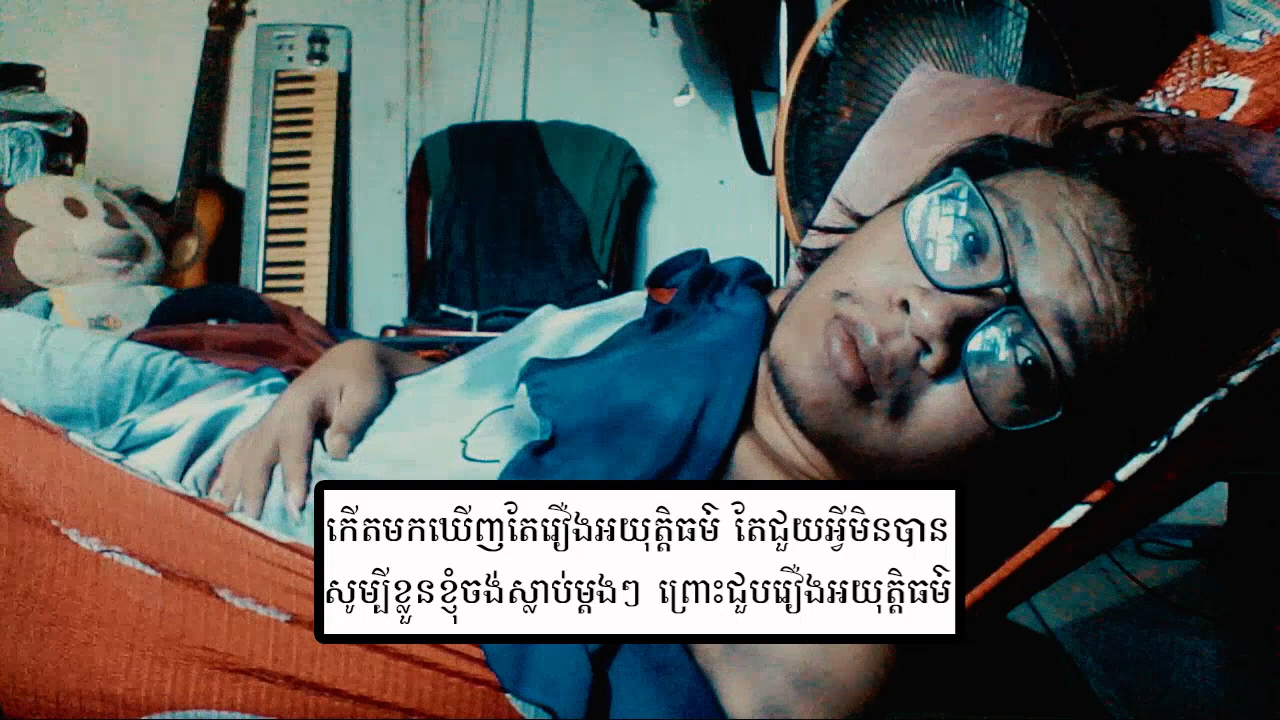 កើតមកឃើញតែរឿងអយុត្តិធម៌ តែជួយអ្វីមិនបាន
សូម្បីខ្លួនខ្ញុំចង់ស្លាប់ម្ដងៗ ព្រោះជួបរឿងអយុត្តិធម៌